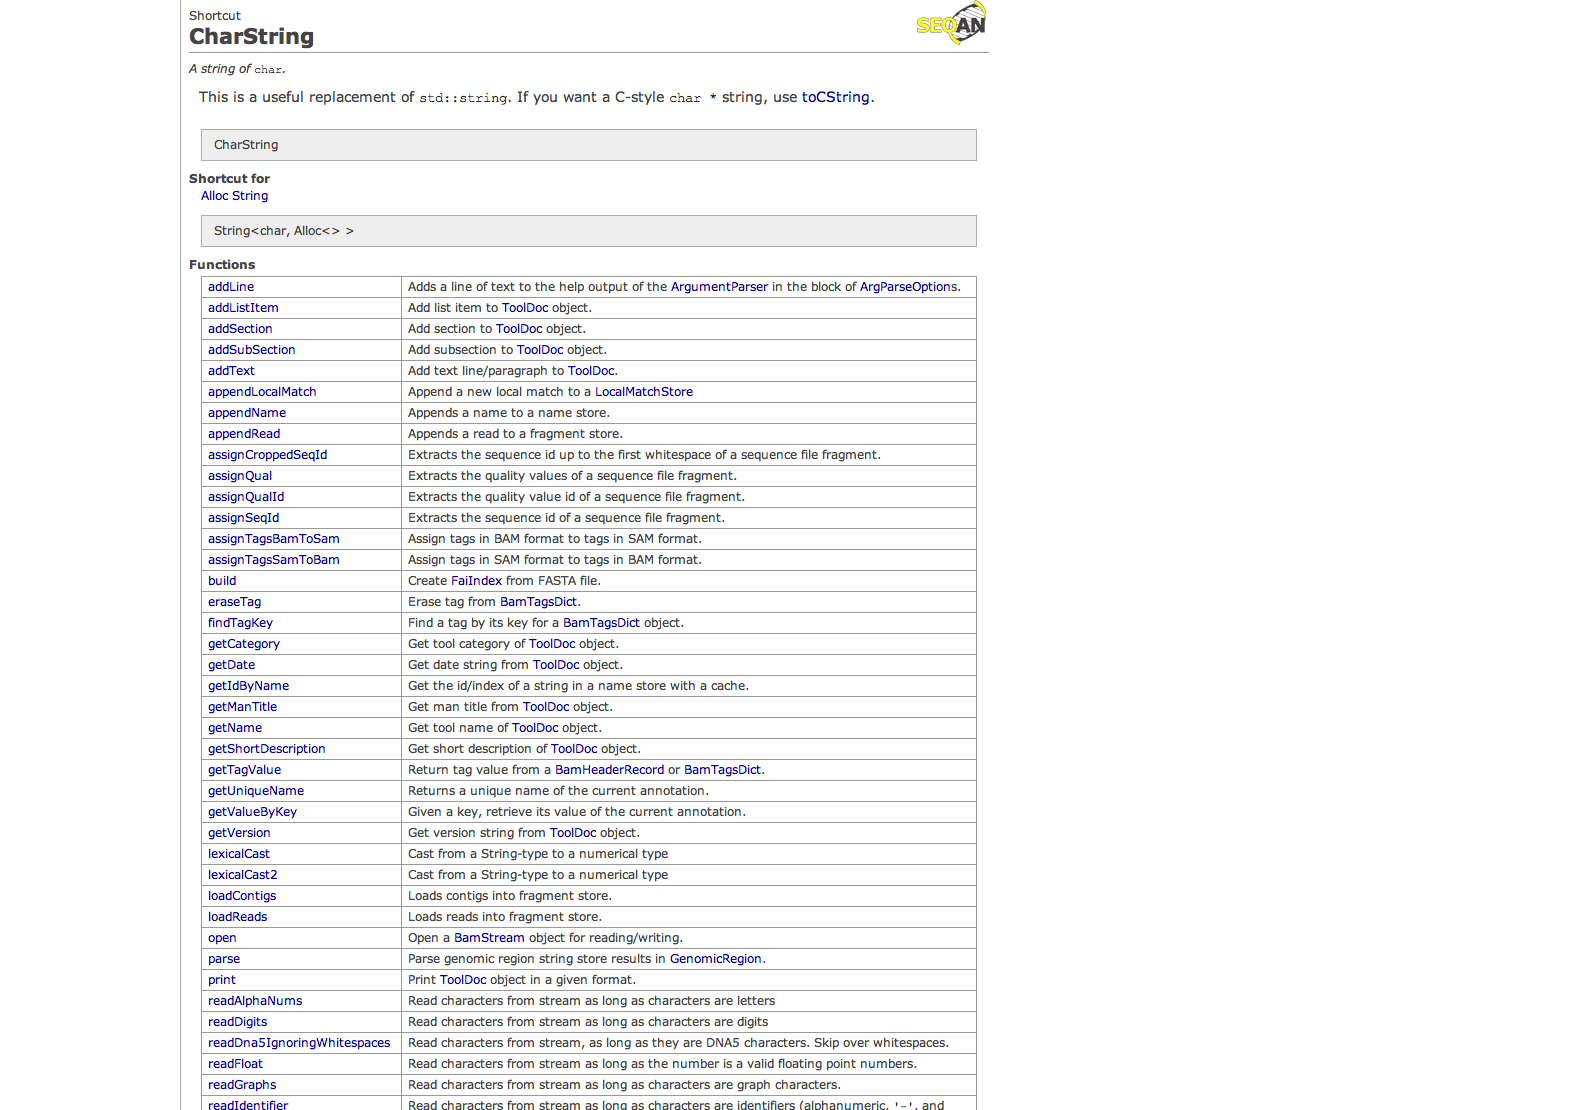 Shortcut
CharString
SEQAN
A string of char.
This is a useful replacement of std::string. If you want a C-style char * string, use toCString.
CharString
Shortcut for
Alloc String
String<char, Alloc<> >
Functions
addLine Adds a line of text to the help output of the ArgumentParser in the block of ArgParseOptions.
addListItem Add list item to ToolDoc object.
addSection Add section to ToolDoc object.
addSubSection Add subsection to ToolDoc object.
addText Add text line/paragraph to ToolDoc.
appendLocalMatch Append a new local match to a LocalMatchStore
appendName Appends a name to a name store.
appendRead Appends a read to a fragment store.
assignCroppedSeqId Extracts the sequence id up to the first whitespace of a sequence file fragment.
assignQual Extracts the quality values of a sequence file fragment.
assignQualId Extracts the quality value id of a sequence file fragment.
assignSeqId Extracts the sequence id of a sequence file fragment.
assignTagsBamToSam Assign tags in BAM format to tags in SAM format.
assignTagsSamToBam Assign tags in SAM format to tags in BAM format.
build Create FaiIndex from FASTA file.
eraseTag Erase tag from BamTagsDict.
findTagKey Find a tag by its key for a BamTagsDict object.
getCategory Get tool category of ToolDoc object.
getDate Get date string from ToolDoc object.
getIdByName Get the id/index of a string in a name store with a cache.
getManTitle Get man title from ToolDoc object.
getName Get tool name of ToolDoc object.
getShortDescription Get short description of ToolDoc object.
getTagValue Return tag value from a BamHeaderRecord or BamTagsDict.
getUniqueName Returns a unique name of the current annotation.
getValueByKey Given a key, retrieve its value of the current annotation.
getVersion Get version string from ToolDoc object.
lexicalCast Cast from a String-type to a numerical type
lexicalCast2 Cast from a String-type to a numerical type
loadContigs Loads contigs into fragment store.
loadReads Loads reads into fragment store.
open Open a BamStream object for reading/writing.
parse Parse genomic region string store results in GenomicRegion.
print Print ToolDoc object in a given format.
readAlphaNums Read characters from stream as long as characters are letters
readDigits Read characters from stream as long as characters are digits
readDna5IgnoringWhitespaces Read characters from stream, as long as they are DNA5 characters. Skip over whitespaces.
readFloat Read characters from stream as long as the number is a valid floating point numbers.
readGraphs Read characters from stream as long as characters are graph characters.
readIdentifier Read characters from stream as long as characters are identifiers (alphanumeric, '-', and